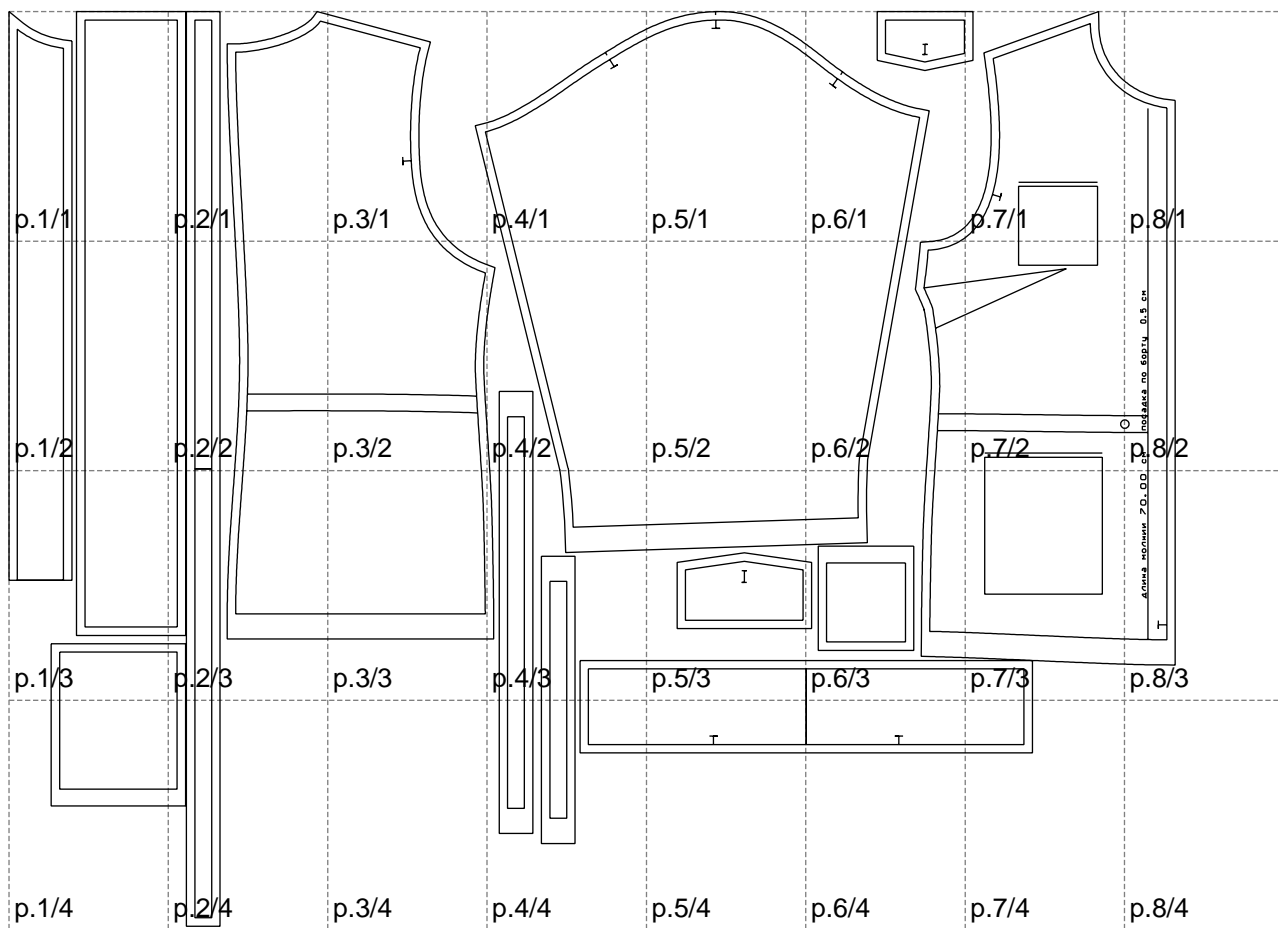 p.1/1 p.2/1 p.3/1 p.4/1 p.5/1 p.6/1 p.7/1 p.8/1
p.1/2 p.2/2 p.3/2 p.4/2 p.5/2 p.6/2 p.7/2 p.8/2
p.1/3 p.2/3 p.3/3 p.4/3 p.5/3 p.6/3 p.7/3 p.8/3
p.1/4 p.2/4 p.3/4 p.4/4 p.5/4 p.6/4 p.7/4 p.8/4
длина молнии 70.00 см посадка по борту 0.5 см